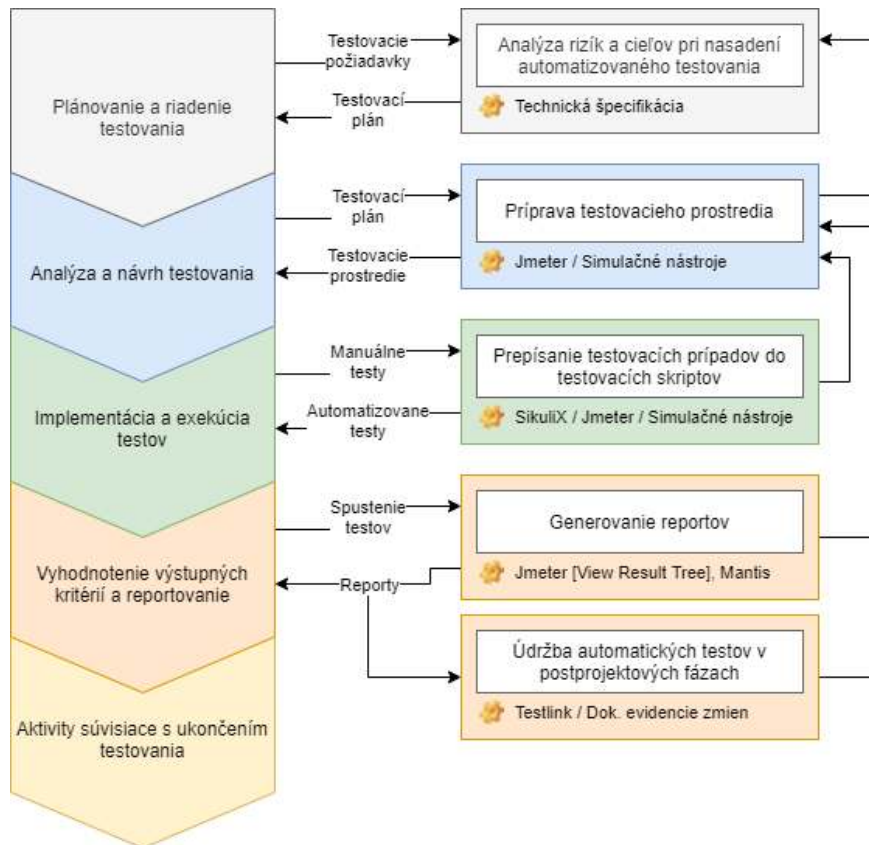 Plánovanie a riadenie
testovania
Testovacie
požiadavky
Testovací
plán
Analýza rizík a cieľov pri nasadení
automatizovaného testovania
Technická špecifikácia
Analýza a návrh testovania
Testovací
plán
Testovacie
prostredie
Príprava testovacieho prostredia
Jmeter / Simulačné nástroje
Implementácia a exekúcia
testov
Manuálne
testy
Automatizovane
testy
Prepísanie testovacích prípadov do
testovacích skriptov
SikuliX / Jmeter / Simulačné nástroje
Vyhodnotenie výstupných
kritérií a reportovanie
Spustenie
testov
Reporty
Generovanie reportov
Jmeter [View Result Tree], Mantis
Údržba automatických testov v
postprojektových fázach
Testlink / Dok. evidencie zmien
Aktivity súvisiace s ukončením
testovania